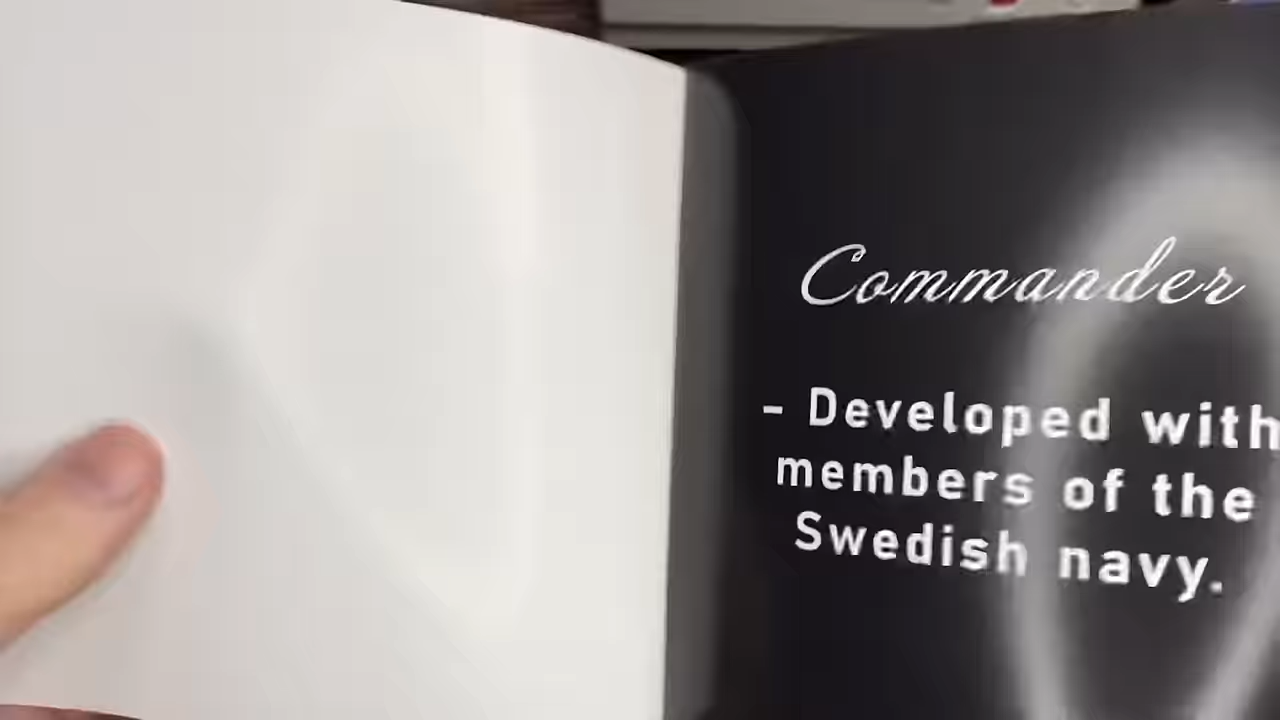 Commander
- Developed with
members of the
Swedish navy.